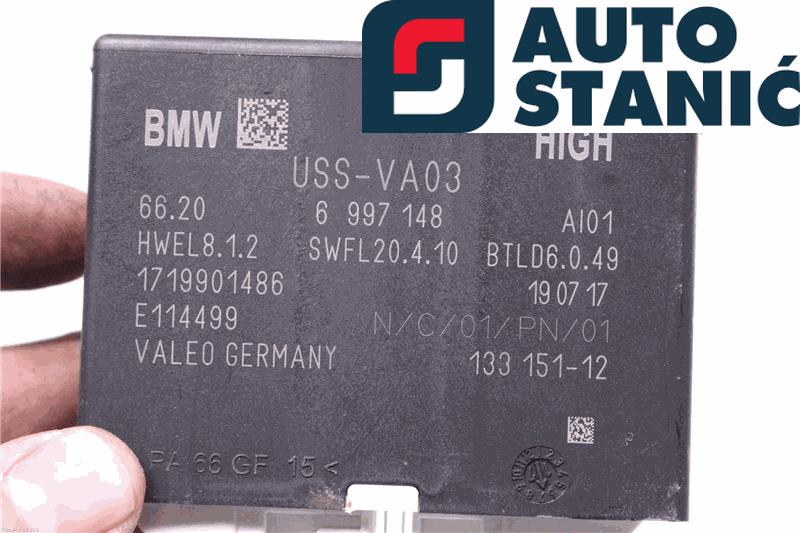 AUTO
STANIĆ
BMW HIGH
USS-VA03
66.20 6 997 148 AI01
HWEL8.1.2 SWFL20.4.10 BTLD6.0.49
1719901486 19 07 17
E114499 N/C/01/PN/01
VALEO GERMANY 133 151-12
PA 66 GF 15<